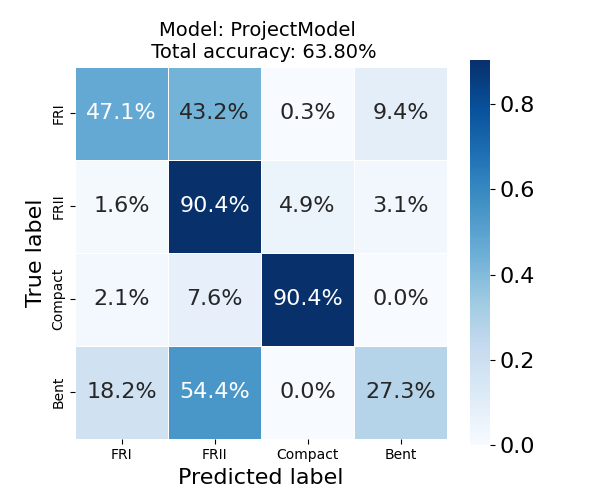 Model: ProjectModel
Total accuracy: 63.80%
FRI
47.1% 43.2% 0.3% 9.4%
FRII
1.6% 90.4% 4.9% 3.1%
Compact
2.1% 7.6% 90.4% 0.0%
Bent
18.2% 54.4% 0.0% 27.3%
True label
FRI FRII Compact Bent
Predicted label
0.8
0.6
0.4
0.2
0.0